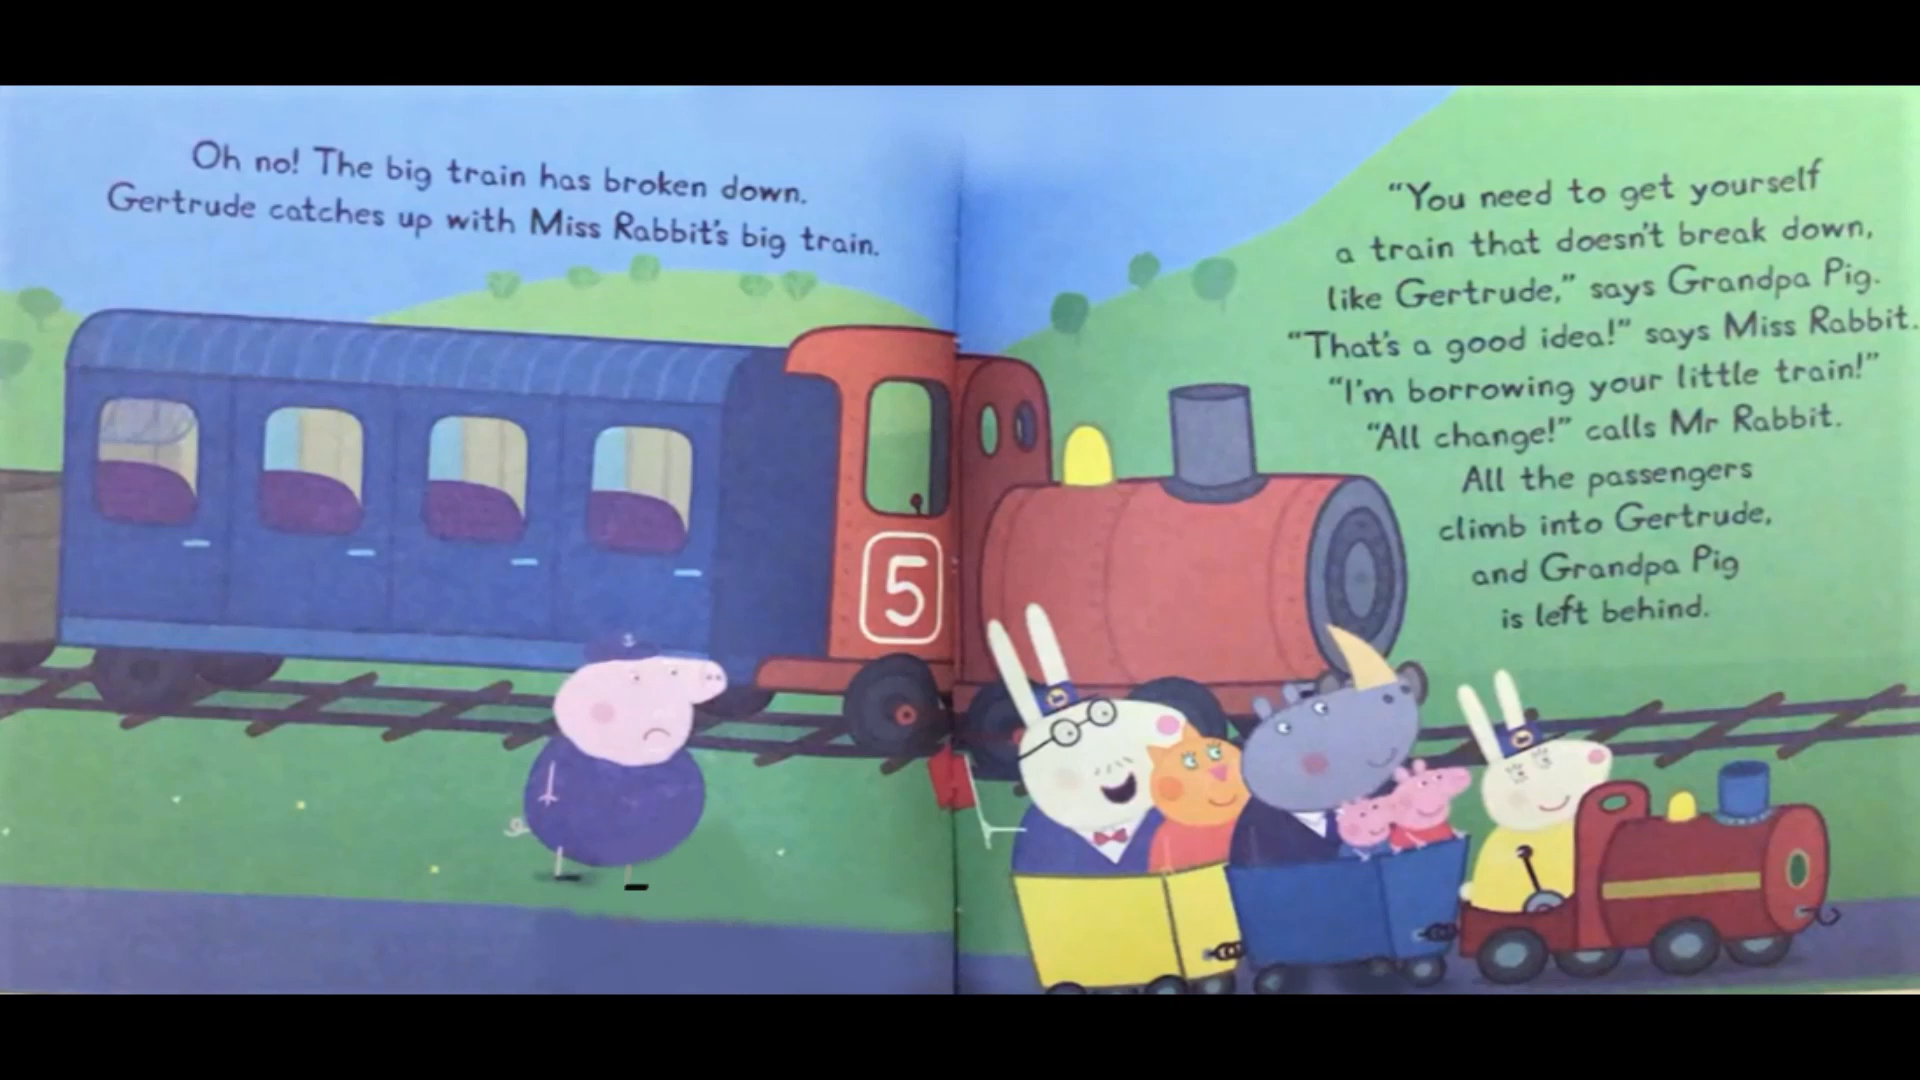 Oh no! The big train has broken down.
Gertrude catches up with Miss Rabbit's big train.
5
"You need to get yourself
a train that doesn't break down,
like Gertrude," says Grandpa Pig.
"That's a good idea!" says Miss Rabbit.
"I'm borrowing your little train!"
"All change!" calls Mr Rabbit.
All the passengers
climb into Gertrude,
and Grandpa Pig
is left behind.